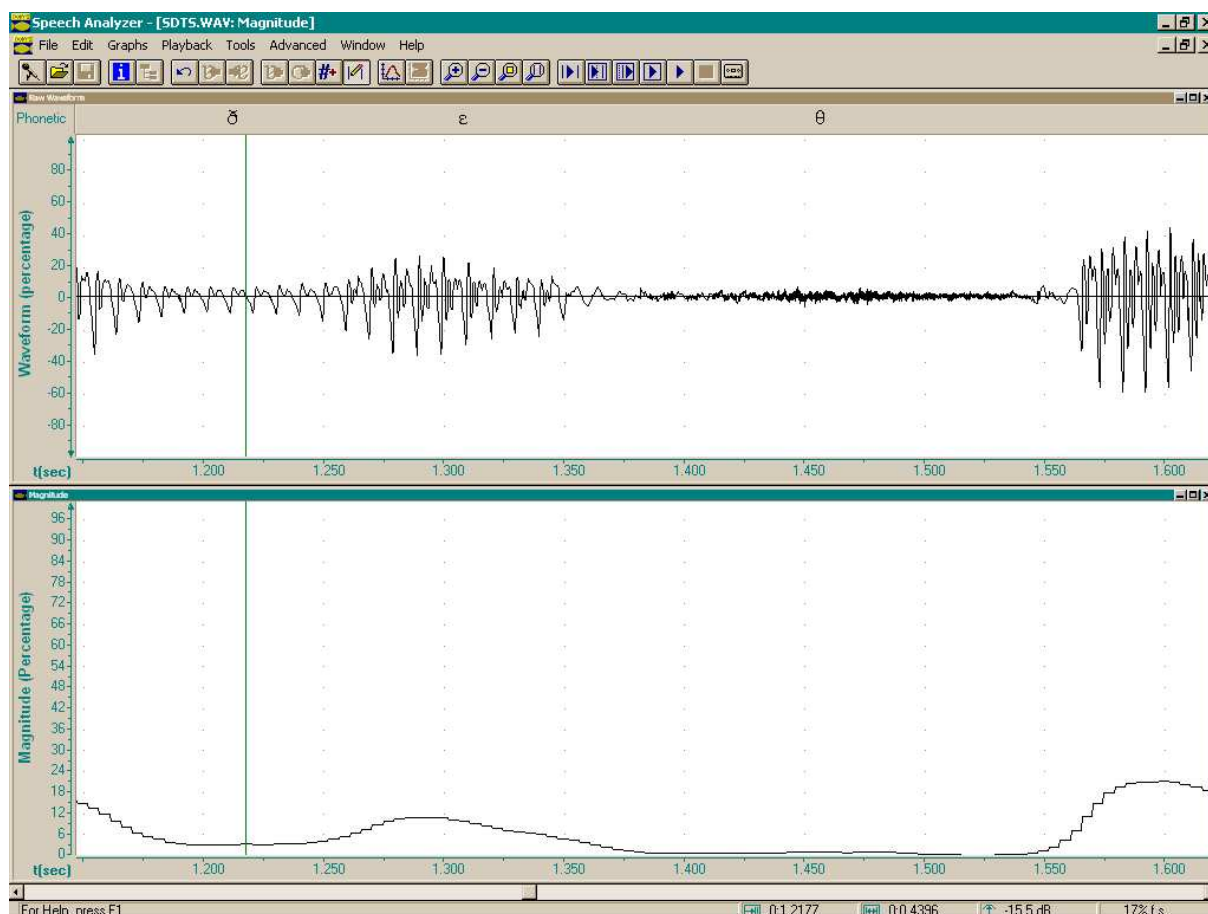 Speech Analyzer - [SDTS.WAV: Magnitude]
File Edit Graphs Playback Tools Advanced Window Help
Raw Waveform
Phonetic ð ɛ θ
Waveform (percentage)
80
60
40
20
0
-20
-40
-60
-80
t(sec) 1.200 1.250 1.300 1.350 1.400 1.450 1.500 1.550 1.600
Magnitude
Magnitude (Percentage)
96
90
84
78
72
66
60
54
48
42
36
30
24
18
12
6
0
t(sec) 1.200 1.250 1.300 1.350 1.400 1.450 1.500 1.550 1.600
For Help, press F1 0:1.2177 0:0.4396 -15.5 dB 17% f.s.